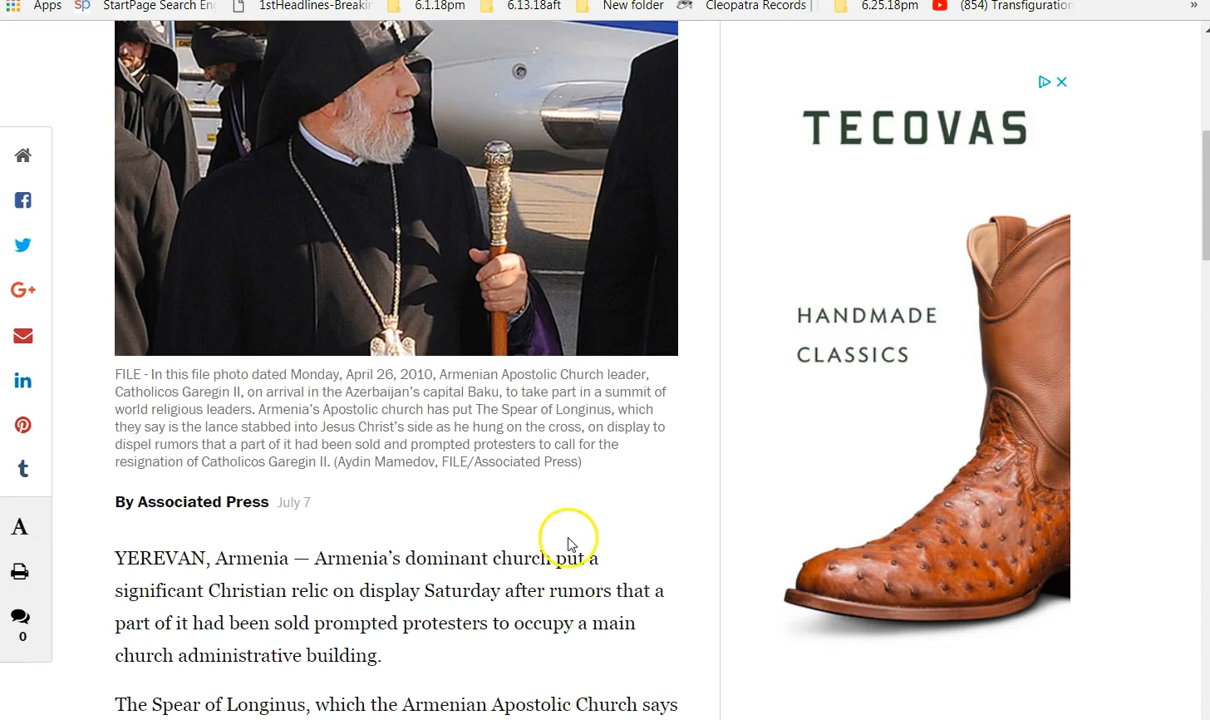 Apps
StartPage Search En
1stHeadlines-Breaki
6.1.18pm
6.13.18aft
New folder
Cleopatra Records |
6.25.18pm
(854) Transfiguration
»
TECOVAS
HANDMADE
CLASSICS
G+
in
t
A
0
FILE - In this file photo dated Monday, April 26, 2010, Armenian Apostolic Church leader,
Catholicos Garegin II, on arrival in the Azerbaijan’s capital Baku, to take part in a summit of
world religious leaders. Armenia’s Apostolic church has put The Spear of Longinus, which
they say is the lance stabbed into Jesus Christ’s side as he hung on the cross, on display to
dispel rumors that a part of it had been sold and prompted protesters to call for the
resignation of Catholicos Garegin II. (Aydin Mamedov, FILE/Associated Press)
By Associated Press July 7
YEREVAN, Armenia — Armenia’s dominant church put a
significant Christian relic on display Saturday after rumors that a
part of it had been sold prompted protesters to occupy a main
church administrative building.
The Spear of Longinus, which the Armenian Apostolic Church says